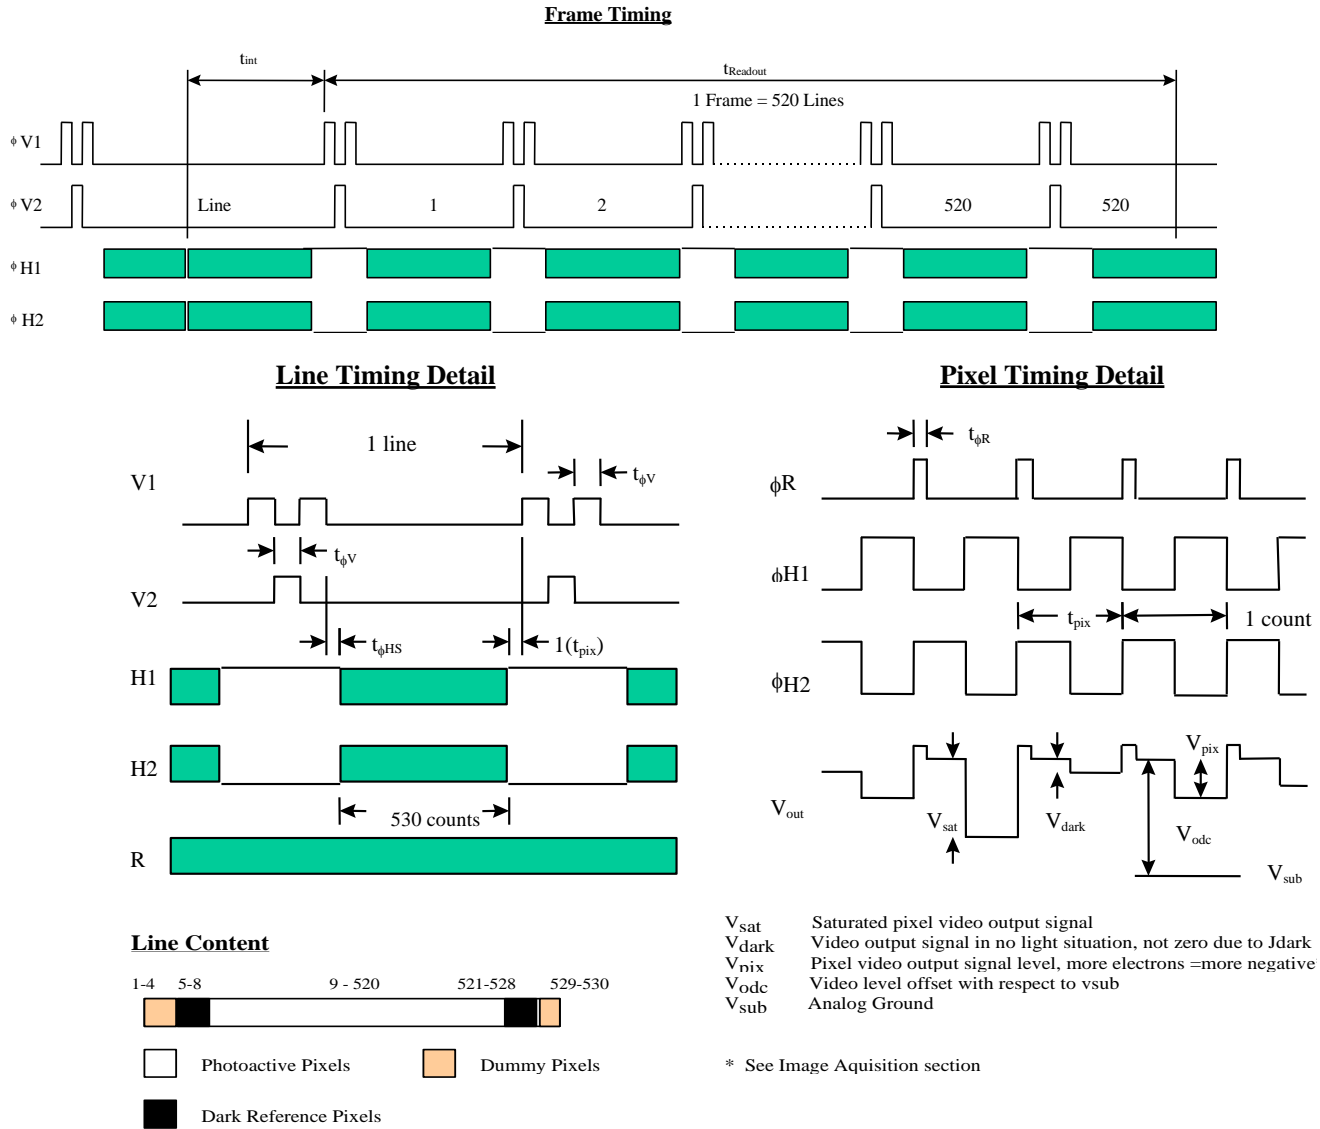 Frame Timing
tint
tReadout
1 Frame = 520 Lines
ϕ V1
ϕ V2
Line
1
2
520
520
ϕ H1
ϕ H2
Line Timing Detail
Pixel Timing Detail
1 line
V1
tϕV
tϕV
V2
tϕHS
1(tpix)
H1
H2
530 counts
R
tϕR
ϕR
ϕH1
tpix
1 count
ϕH2
Vpix
Vout
Vsat
Vdark
Vodc
Vsub
Line Content
1-4 5-8 9 - 520 521-528 529-530
Photoactive Pixels
Dummy Pixels
Dark Reference Pixels
Vsat Saturated pixel video output signal
Vdark Video output signal in no light situation, not zero due to Jdark
Vpix Pixel video output signal level, more electrons =more negative*
Vodc Video level offset with respect to vsub
Vsub Analog Ground
* See Image Aquisition section